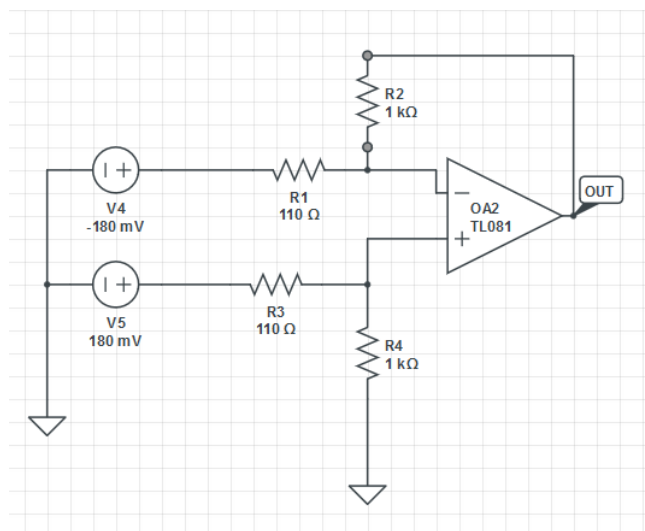 R2
1 kΩ
V4
-180 mV
R1
110 Ω
OA2
TL081
OUT
V5
180 mV
R3
110 Ω
R4
1 kΩ